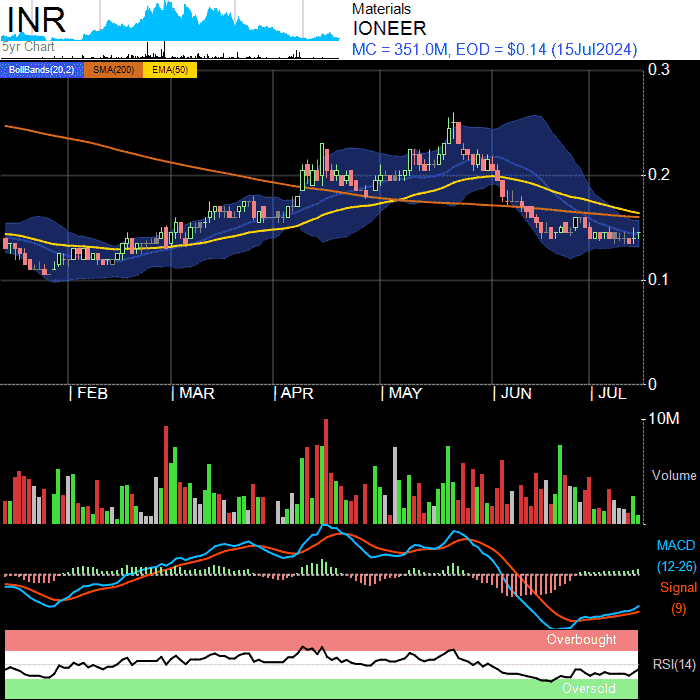 INR
5yr Chart
Materials
IONEER
MC = 351.0M, EOD = $0.14 (15Jul2024)
BollBands(20,2) SMA(200) EMA(50)
0.3
0.2
0.1
0
| FEB | MAR | APR | MAY | JUN | JUL
10M
Volume
MACD
(12-26)
Signal
(9)
Overbought
RSI(14)
Oversold